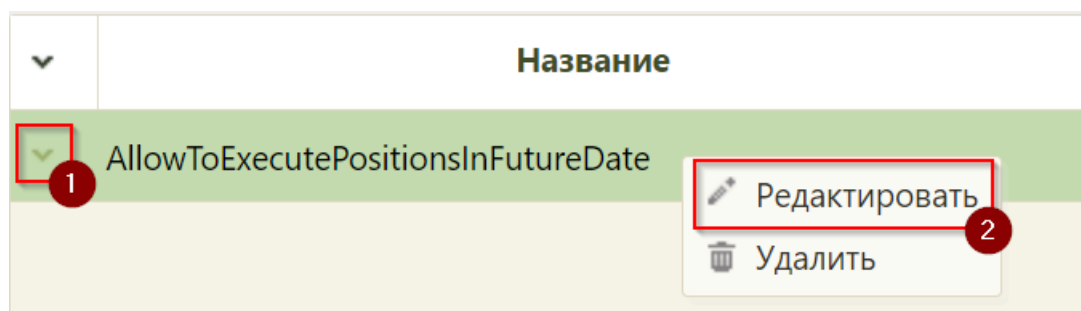 Название
AllowToExecutePositionsInFutureDate
1
Редактировать
2
Удалить